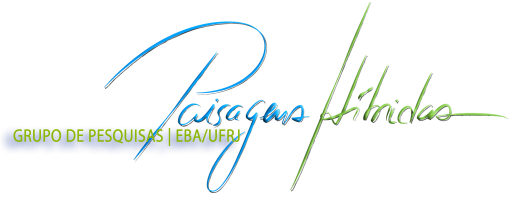 Paisagens Híbridas
GRUPO DE PESQUISAS | EBA/UFRJ